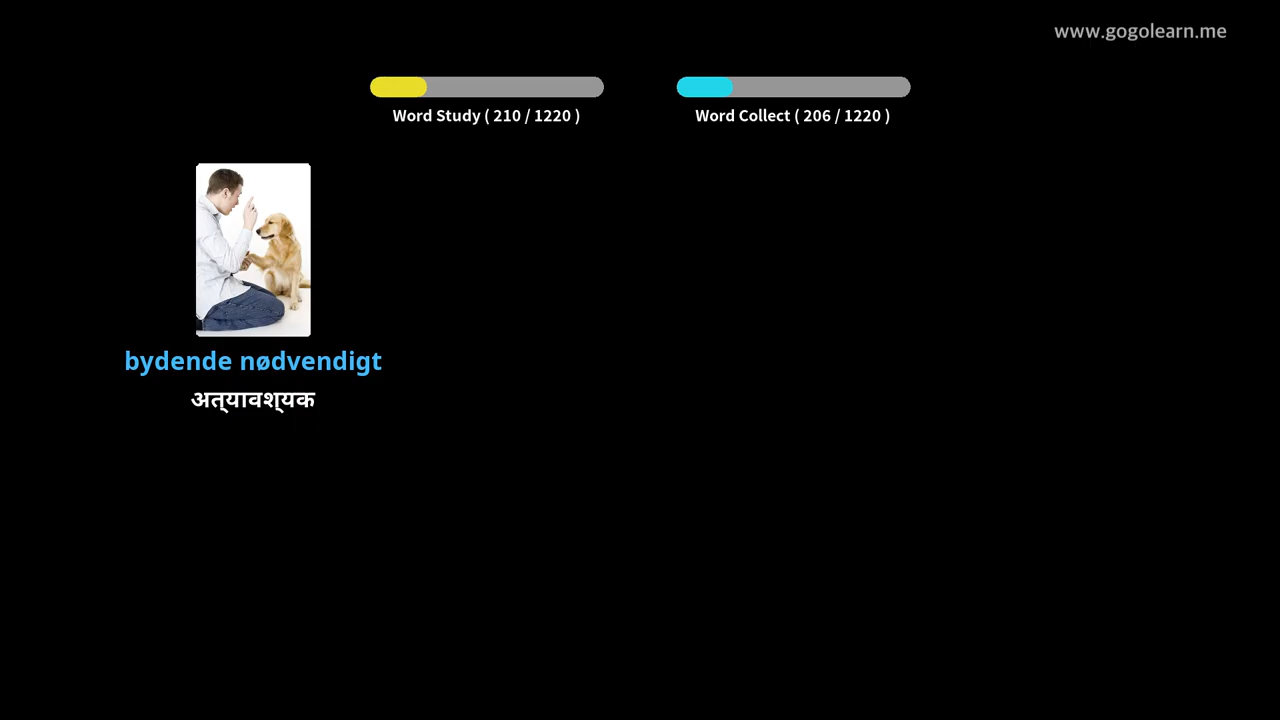 www.gogolearn.me
Word Study ( 210 / 1220 )
Word Collect ( 206 / 1220 )
bydende nødvendigt
अत्यावश्यक